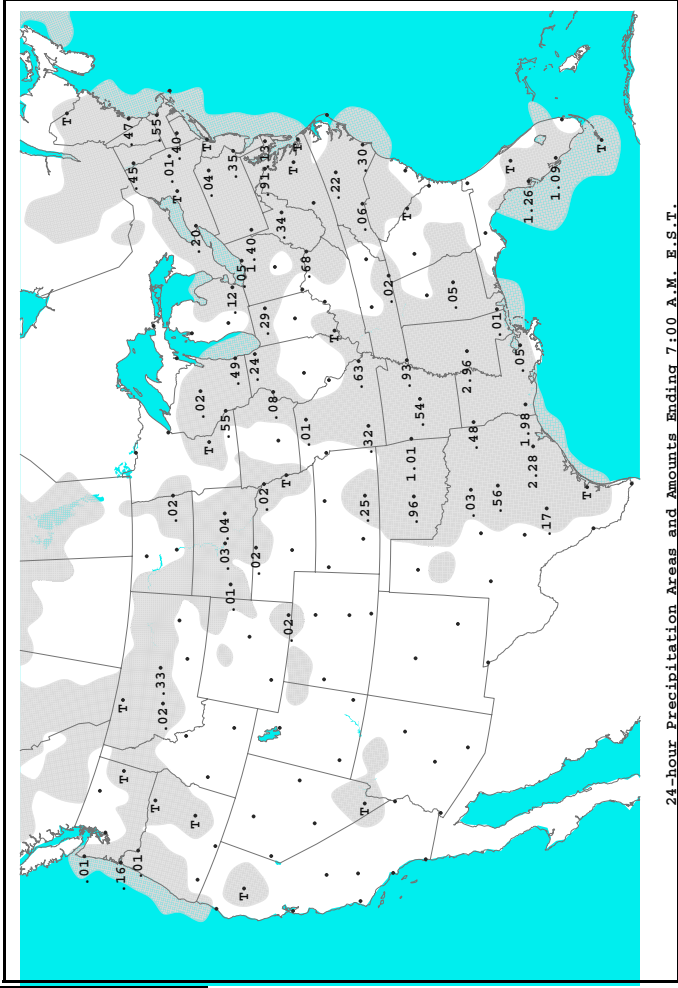 T
.01
.16
T
T
.47
.45
.01
T
.55
.02 .33
.01
.02
.40
T
T
.20
.02
T
T
.04
.03 .04
.55
.01
.12
.35
.49
.05
T
1.40
.24
.02
.02
.29
.91 .13
.08
.34
T
.02
T
T
.01
.68
T
.22
.63
.06 .30
T
.25
.32
.02
.93
T
.96 1.01
.54
.05
2.96
.03 .48
.56
.01
T
.05
1.98
1.26
2.28
.17
1.09
T
T
24-hour Precipitation Areas and Amounts Ending 7:00 A.M. E.S.T.